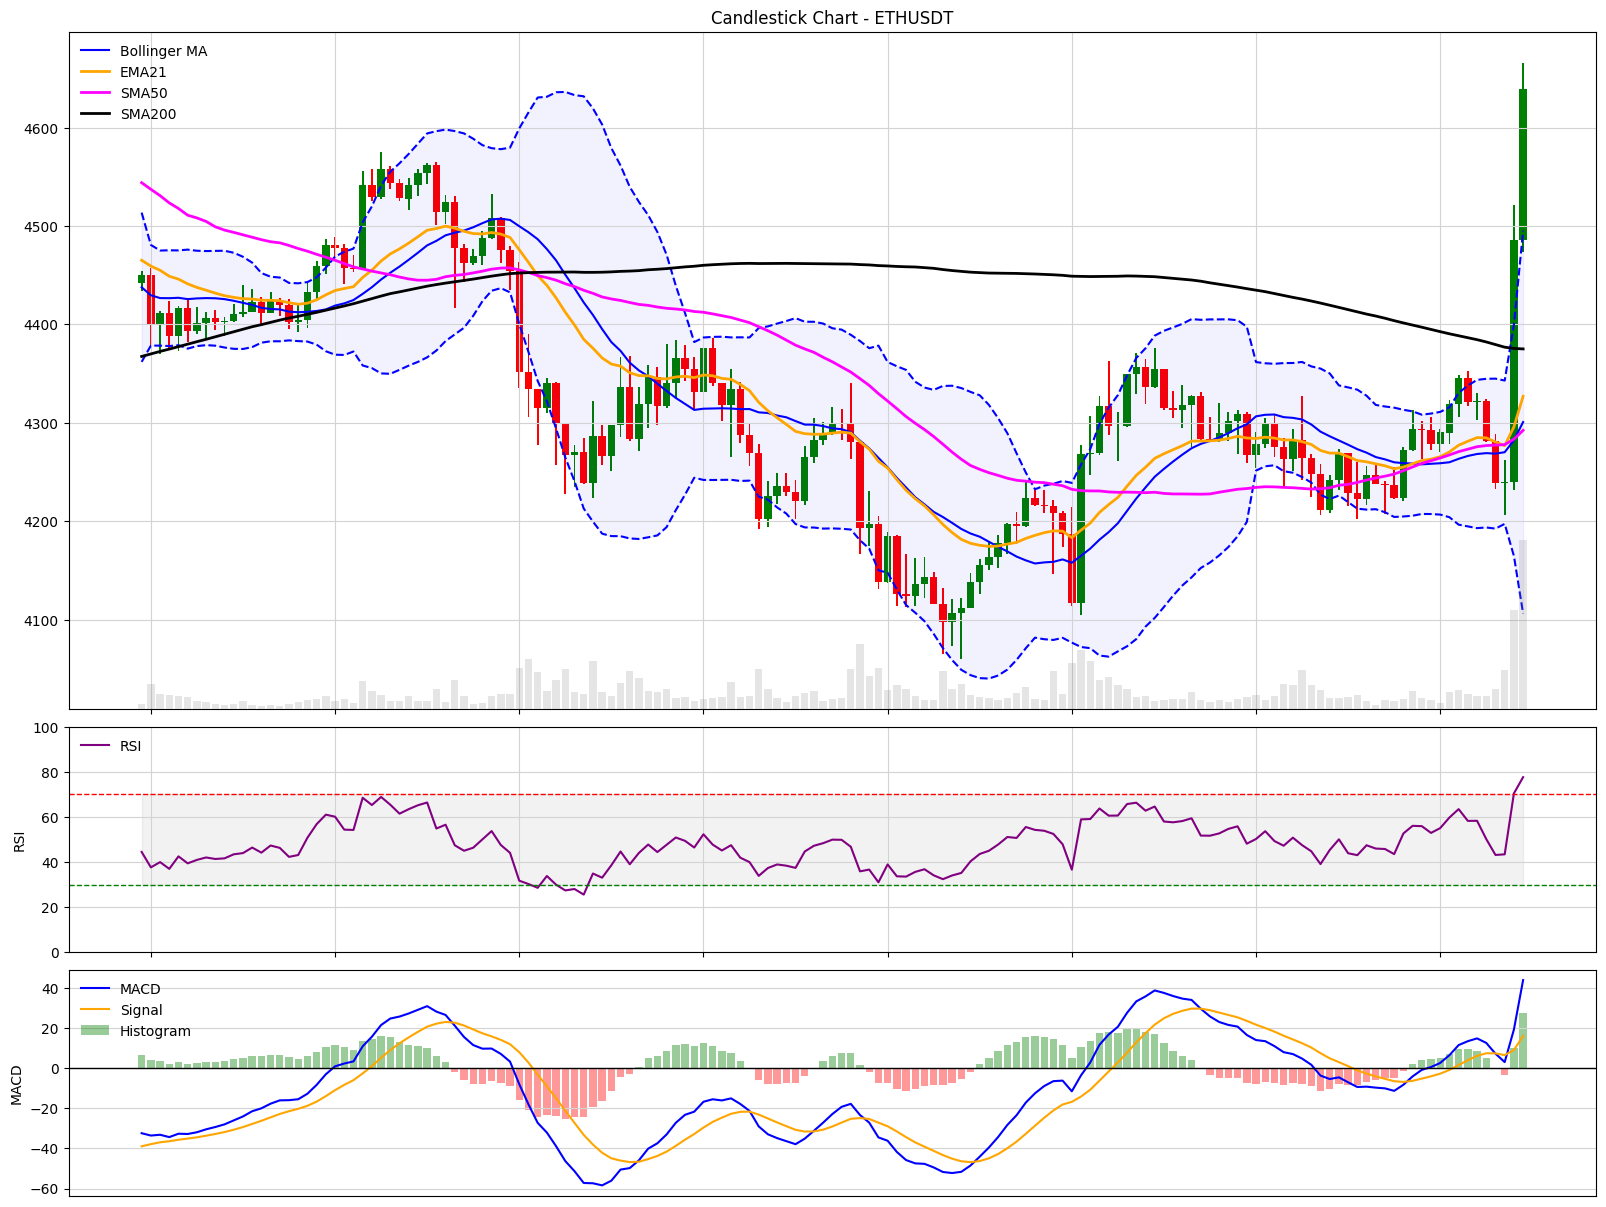 Candlestick Chart - ETHUSDT
Bollinger MA
EMA21
SMA50
SMA200
4600
4500
4400
4300
4200
4100
RSI
100
80
60
40
20
0
RSI
MACD
Signal
Histogram
40
20
0
−20
−40
−60
MACD